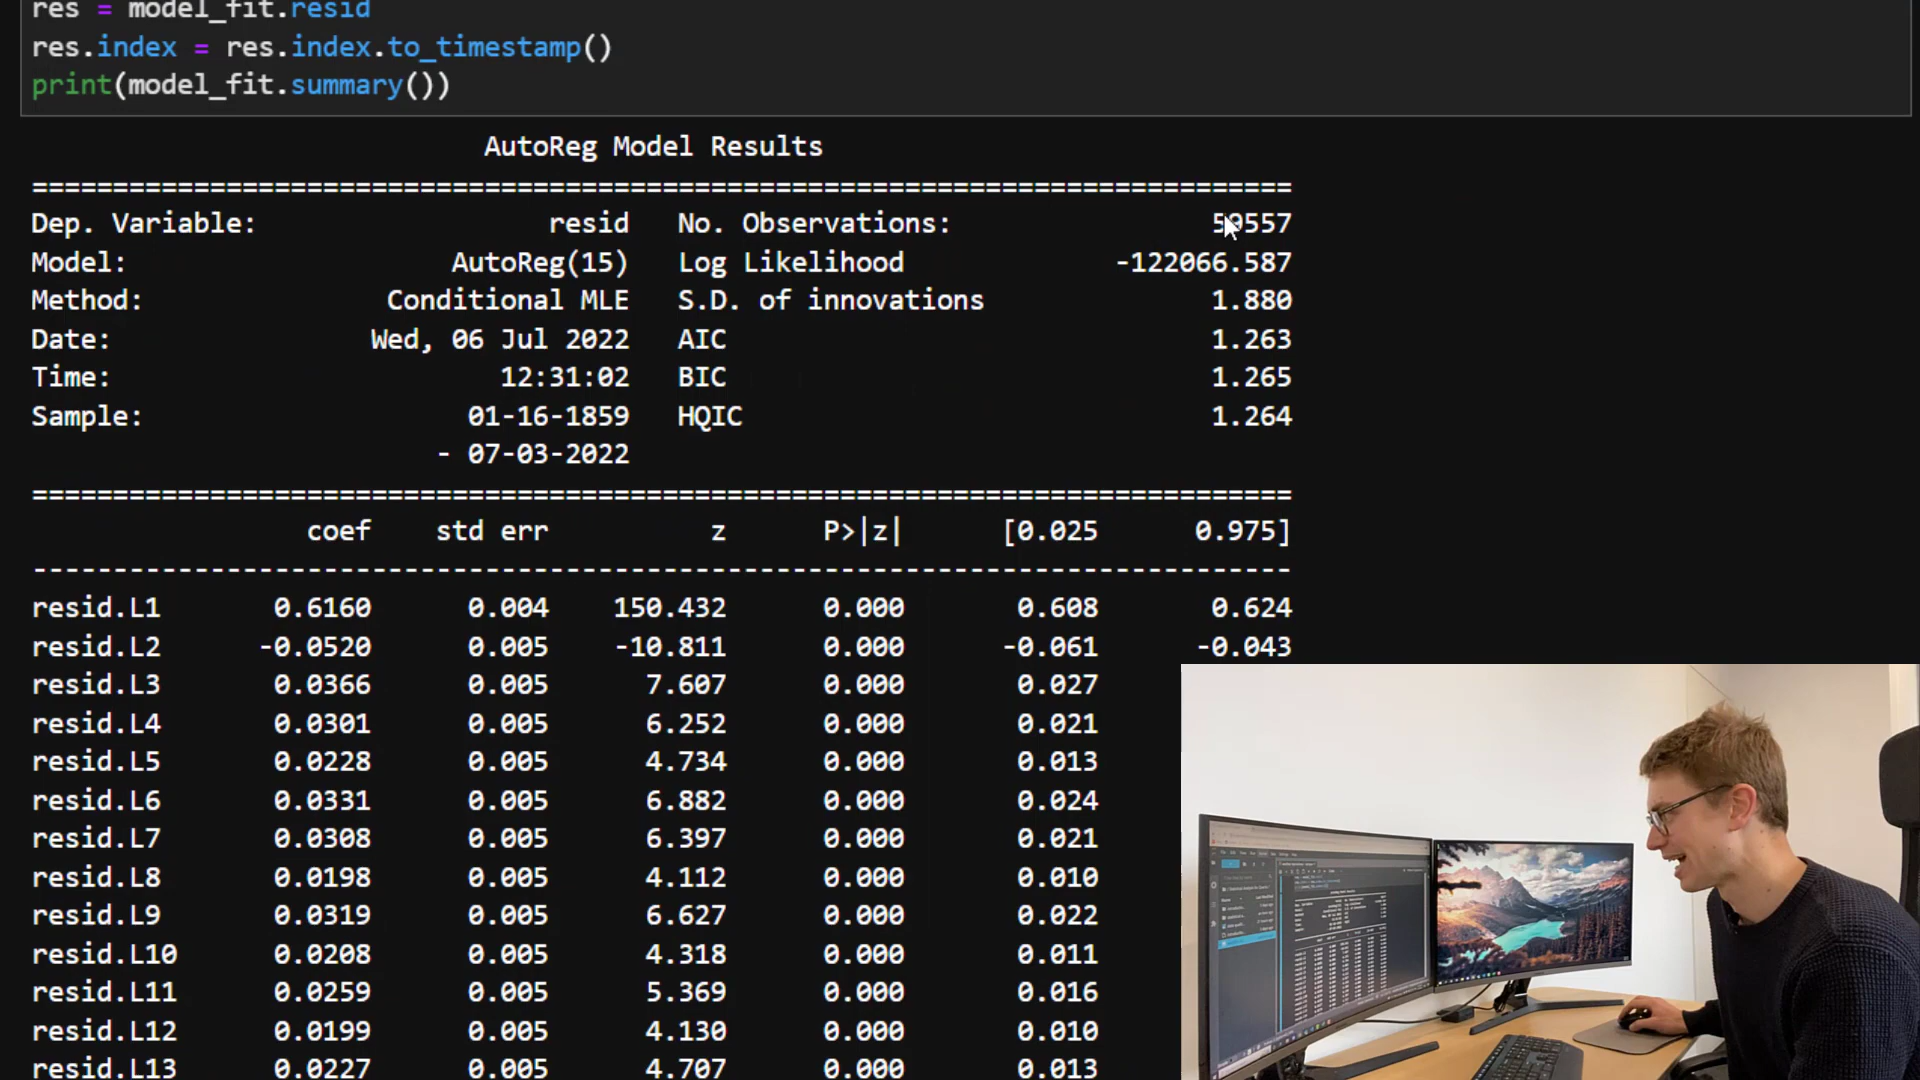 res = model_fit.resid
res.index = res.index.to_timestamp()
print(model_fit.summary())
AutoReg Model Results
==============================================================================
Dep. Variable: resid No. Observations: 59557
Model: AutoReg(15) Log Likelihood -122066.587
Method: Conditional MLE S.D. of innovations 1.880
Date: Wed, 06 Jul 2022 AIC 1.263
Time: 12:31:02 BIC 1.265
Sample: 01-16-1859 HQIC 1.264
- 07-03-2022
==============================================================================
coef std err z P>|z| [0.025 0.975]
------------------------------------------------------------------------------
resid.L1 0.6160 0.004 150.432 0.000 0.608 0.624
resid.L2 -0.0520 0.005 -10.811 0.000 -0.061 -0.043
resid.L3 0.0366 0.005 7.607 0.000 0.027
resid.L4 0.0301 0.005 6.252 0.000 0.021
resid.L5 0.0228 0.005 4.734 0.000 0.013
resid.L6 0.0331 0.005 6.882 0.000 0.024
resid.L7 0.0308 0.005 6.397 0.000 0.021
resid.L8 0.0198 0.005 4.112 0.000 0.010
resid.L9 0.0319 0.005 6.627 0.000 0.022
resid.L10 0.0208 0.005 4.318 0.000 0.011
resid.L11 0.0259 0.005 5.369 0.000 0.016
resid.L12 0.0199 0.005 4.130 0.000 0.010
resid.L13 0.0227 0.005 4.707 0.000 0.013